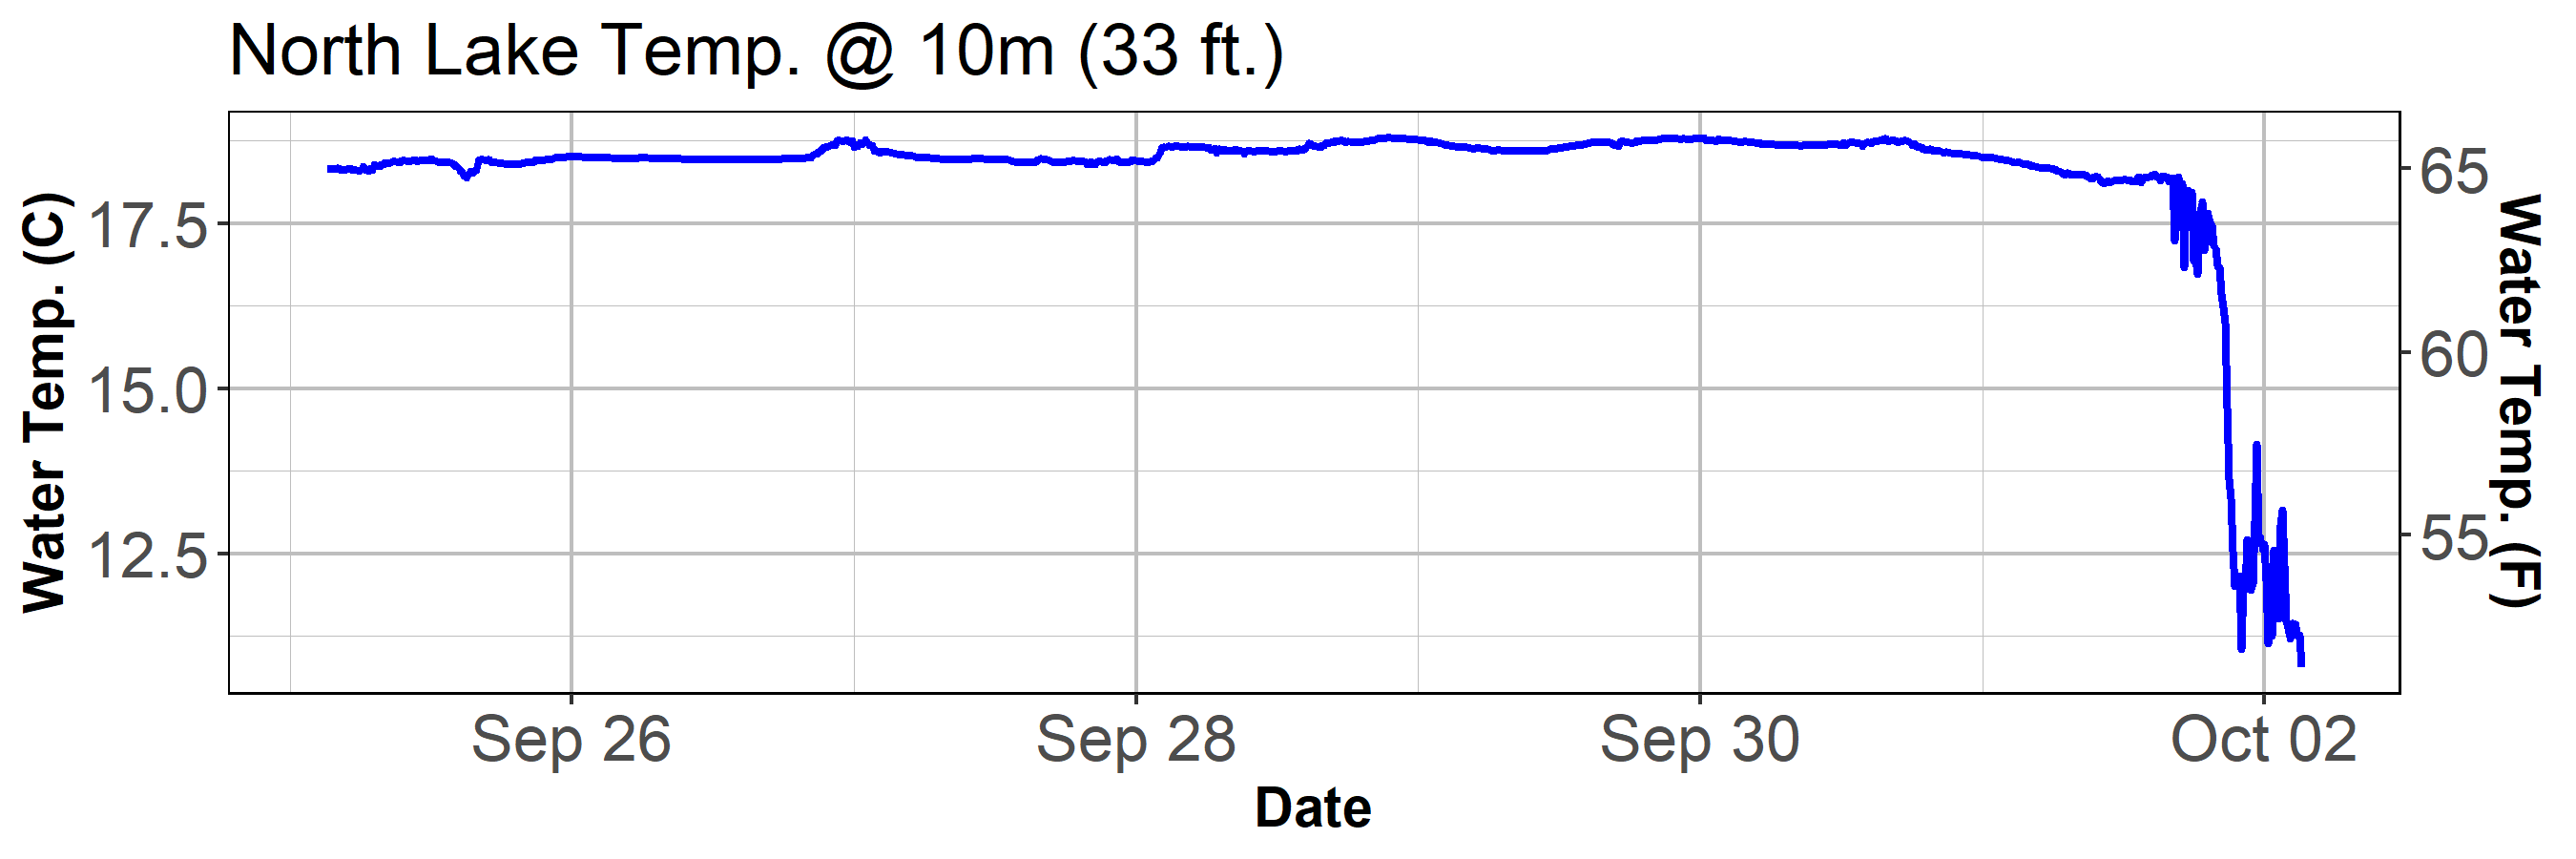 North Lake Temp. @ 10m (33 ft.)
Water Temp. (C)
17.5
15.0
12.5
65
60
55
Water Temp. (F)
Sep 26
Sep 28
Sep 30
Oct 02
Date